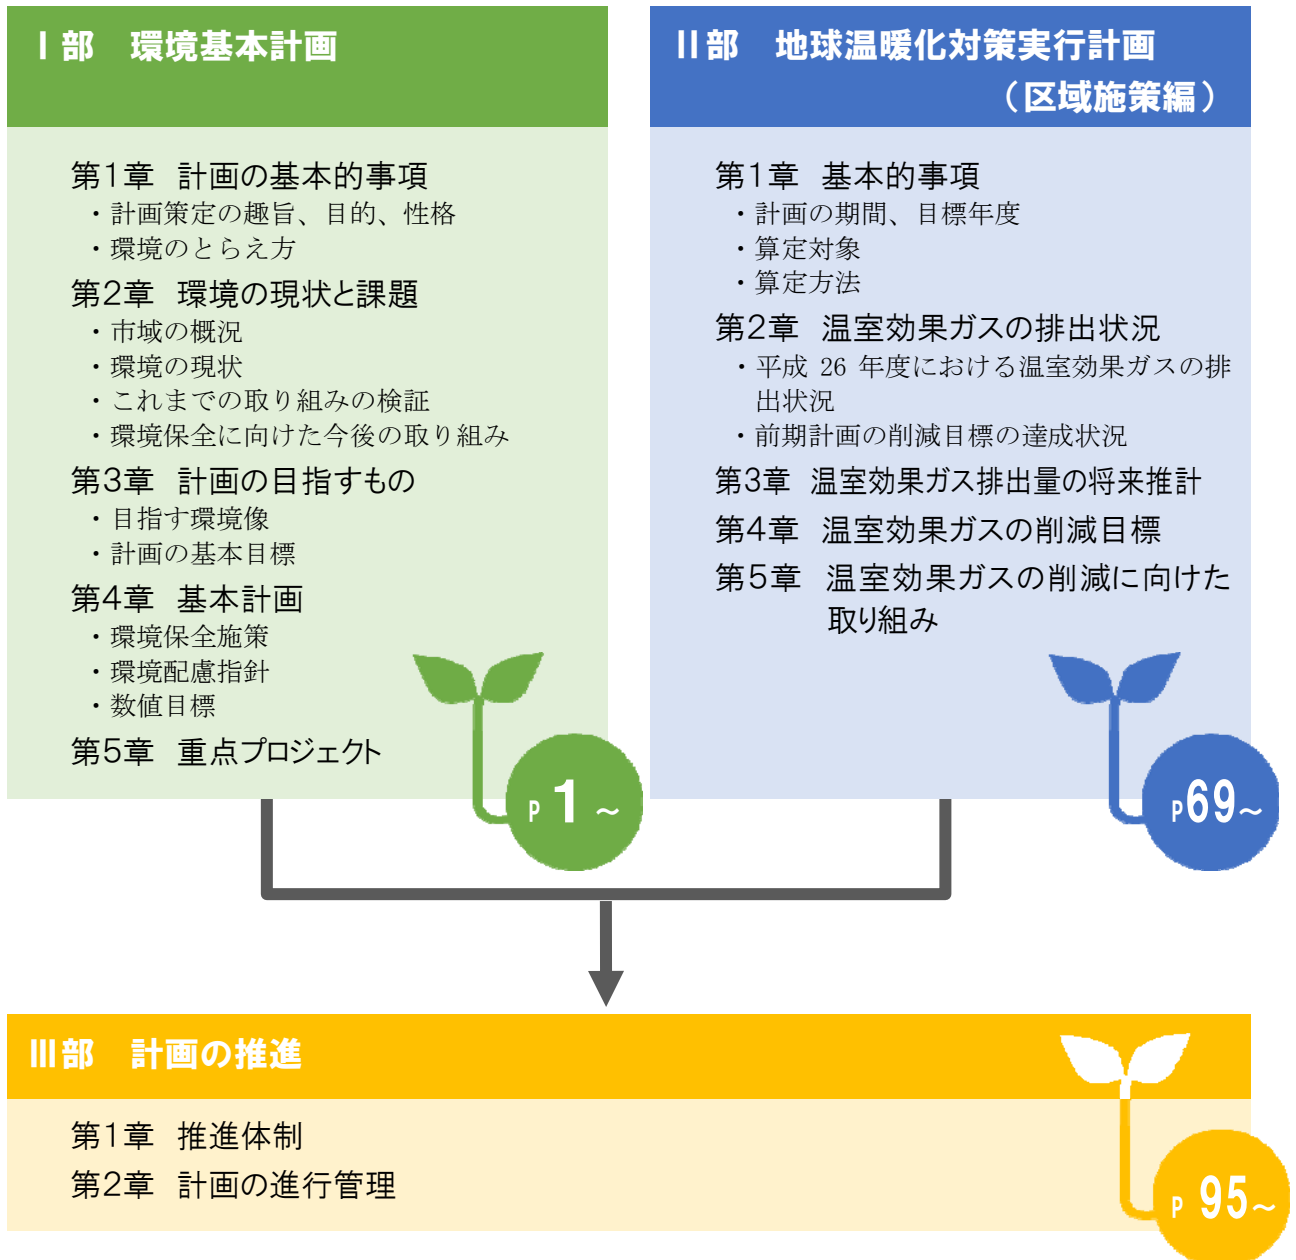 Ⅰ部 環境基本計画
第1章 計画の基本的事項
・計画策定の趣旨、目的、性格
・環境のとらえ方
第2章 環境の現状と課題
・市域の概況
・環境の現状
・これまでの取り組みの検証
・環境保全に向けた今後の取り組み
第3章 計画の目指すもの
・目指す環境像
・計画の基本目標
第4章 基本計画
・環境保全施策
・環境配慮指針
・数値目標
第5章 重点プロジェクト
P 1 ~
Ⅱ部 地球温暖化対策実行計画
(区域施策編)
第1章 基本的事項
・計画の期間、目標年度
・算定対象
・算定方法
第2章 温室効果ガスの排出状況
・平成 26 年度における温室効果ガスの排
出状況
・前期計画の削減目標の達成状況
第3章 温室効果ガス排出量の将来推計
第4章 温室効果ガスの削減目標
第5章 温室効果ガスの削減に向けた
取り組み
P69~
Ⅲ部 計画の推進
第1章 推進体制
第2章 計画の進行管理
P 95~